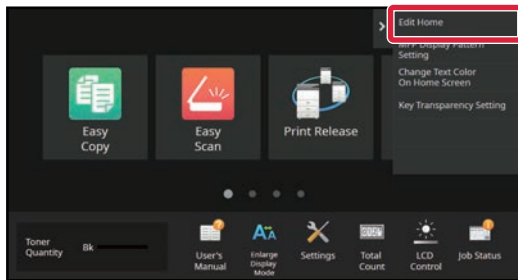 Edit Home
MFP Display Pattern
Setting
Change Text Color
On Home Screen
Key Transparency Setting
Easy
Copy
Easy
Scan
Print Release
Toner
Quantity
Bk
User's
Manual
Enlarge
Display
Mode
Settings
Total
Count
LCD
Control
Job Status